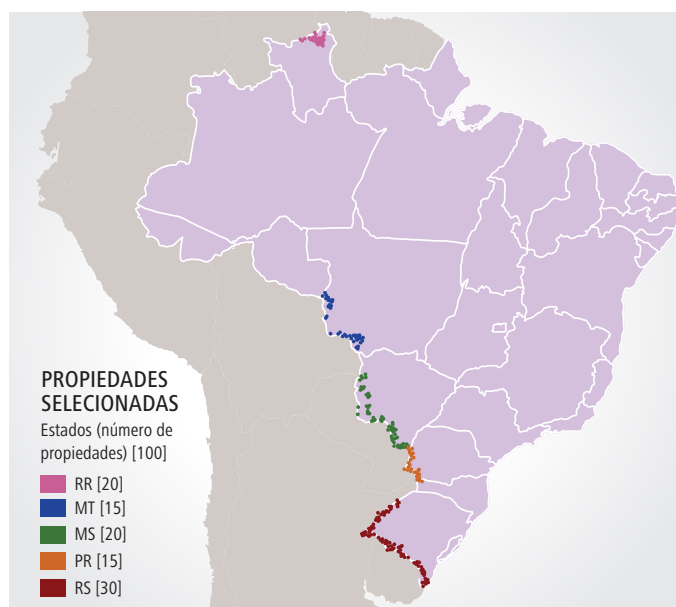 PROPIEDADES
SELECIONADAS
Estados (número de
propiedades) [100]
RR [20]
MT [15]
MS [20]
PR [15]
RS [30]